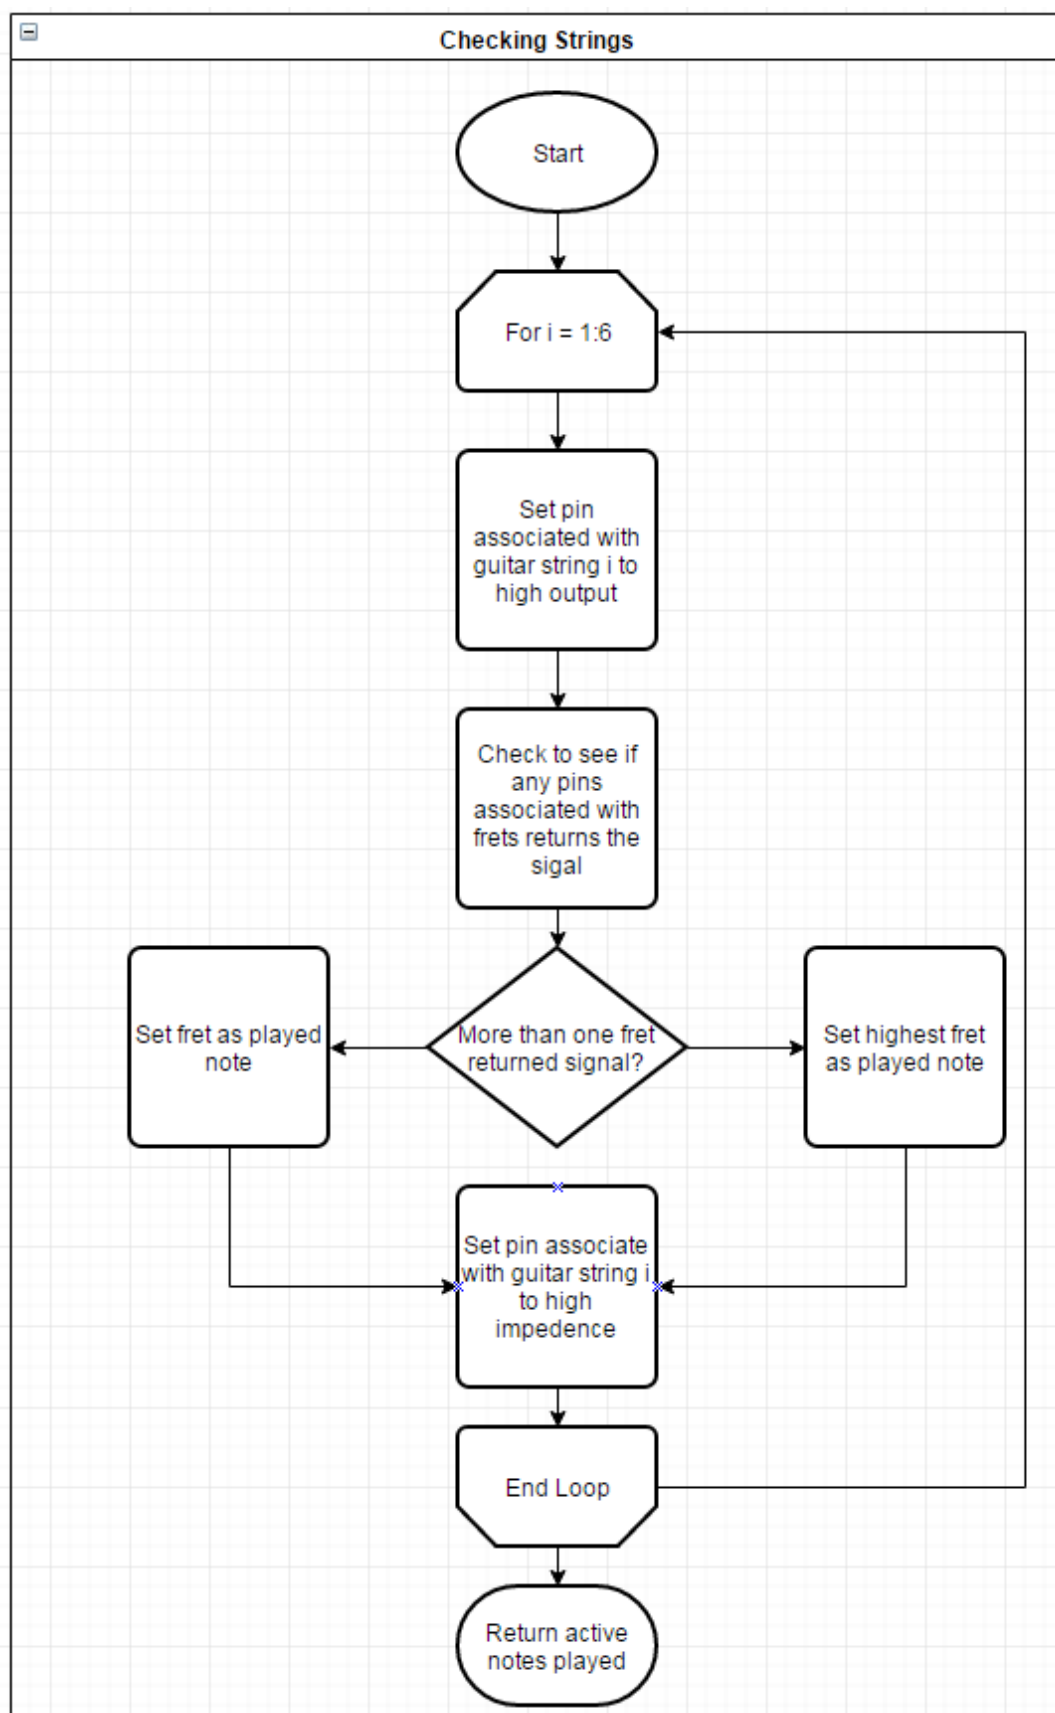 Checking Strings
Start
For i = 1:6
Set pin
associated with
guitar string i to
high output
Check to see if
any pins
associated with
frets returns the
sigal
Set fret as played
note
More than one fret
returned signal?
Set highest fret
as played note
Set pin associate
with guitar string i
to high
impedence
End Loop
Return active
notes played